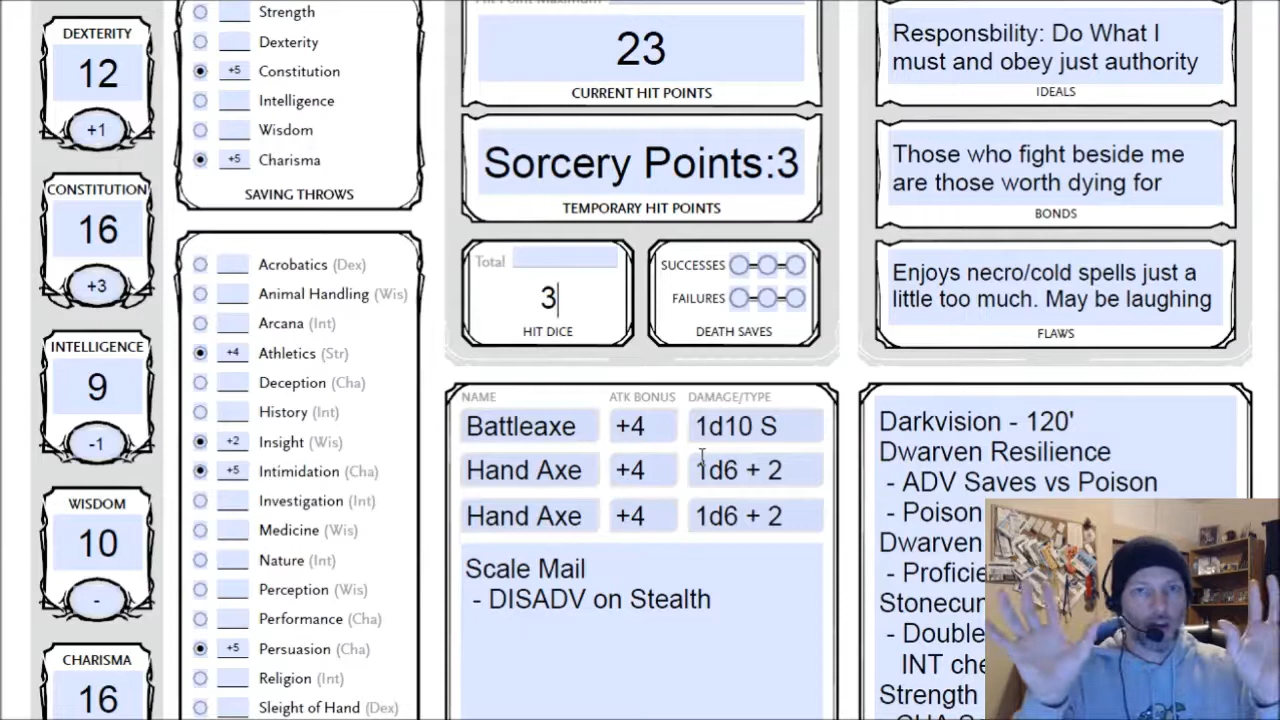 DEXTERITY
12
+1
CONSTITUTION
16
+3
INTELLIGENCE
9
-1
WISDOM
10
-
CHARISMA
16
Strength
Dexterity
+5 Constitution
Intelligence
Wisdom
+5 Charisma
SAVING THROWS
Acrobatics (Dex)
Animal Handling (Wis)
Arcana (Int)
+4 Athletics (Str)
Deception (Cha)
History (Int)
+2 Insight (Wis)
+5 Intimidation (Cha)
Investigation (Int)
Medicine (Wis)
Nature (Int)
Perception (Wis)
Performance (Cha)
+5 Persuasion (Cha)
Religion (Int)
Sleight of Hand (Dex)
Hit Point Maximum
23
CURRENT HIT POINTS
Sorcery Points:3
TEMPORARY HIT POINTS
Total
3
HIT DICE
SUCCESSES
FAILURES
DEATH SAVES
NAME ATK BONUS DAMAGE/TYPE
Battleaxe +4 1d10 S
Hand Axe +4 1d6 + 2
Hand Axe +4 1d6 + 2
Scale Mail
- DISADV on Stealth
Responsbility: Do What I
must and obey just authority
IDEALS
Those who fight beside me
are those worth dying for
BONDS
Enjoys necro/cold spells just a
little too much. May be laughing
FLAWS
Darkvision - 120'
Dwarven Resilience
- ADV Saves vs Poison
- Poison
Dwarven
- Proficie
Stonecun
- Double
INT che
Strength